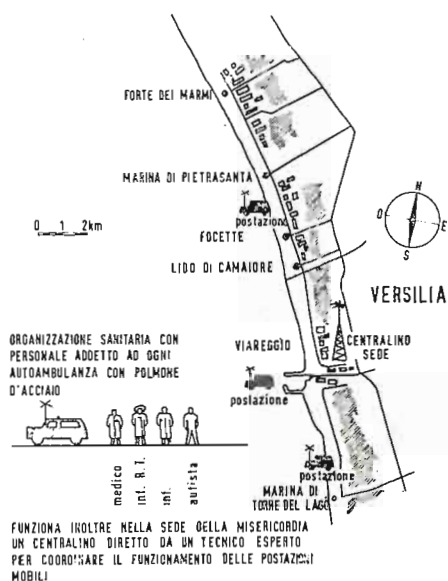 FORTE DEI MARMI
MARINA DI PIETRASANTA
postazione
0 1 2km
FOCETTE
O E
S
LIDO DI CAMAIORE
VERSILIA
VIAREGGIO
CENTRALINO
SEDE
ORGANIZZAZIONE SANITARIA CON
PERSONALE ADDETTO AD OGNI
AUTOAMBULANZA CON POLMONE
D'ACCIAIO
postazione
medico
inf. R.T.
inf.
autista
postazione
MARINA DI
TORRE DEL LAGO
FUNZIONA INOLTRE NELLA SEDE DELLA MISERICORDIA
UN CENTRALINO DIRETTO DA UN TECNICO ESPERTO
PER COORDINARE IL FUNZIONAMENTO DELLE POSTAZIONI
MOBILI